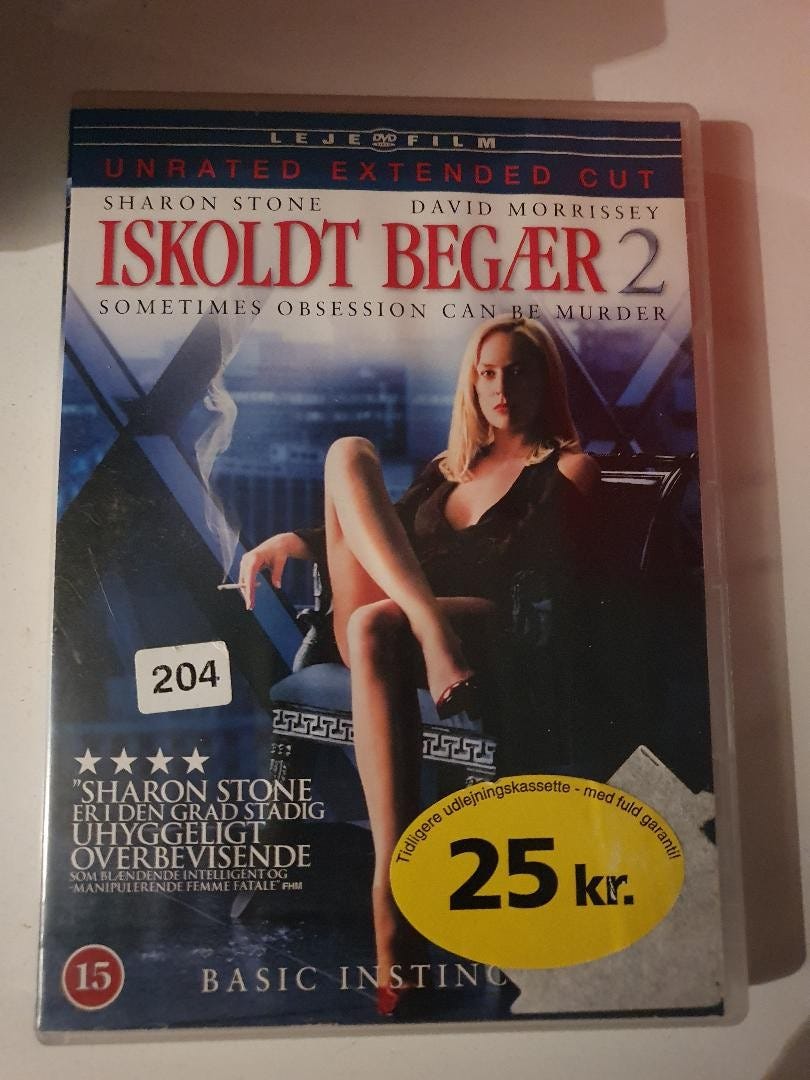 LEJE DVD FILM
UNRATED EXTENDED CUT
SHARON STONE DAVID MORRISSEY
ISKOLDT BEGÆR 2
SOMETIMES OBSESSION CAN BE MURDER
204
"SHARON STONE
ER I DEN GRAD STADIG
UHYGGELIGT
OVERBEVISENDE
SOM BLÆNDENDE INTELLIGENT OG
-MANIPULERENDE FEMME FATALE" FHM
Tidligere udlejningskassette - med fuld garanti!
25 kr.
15
BASIC INSTINC